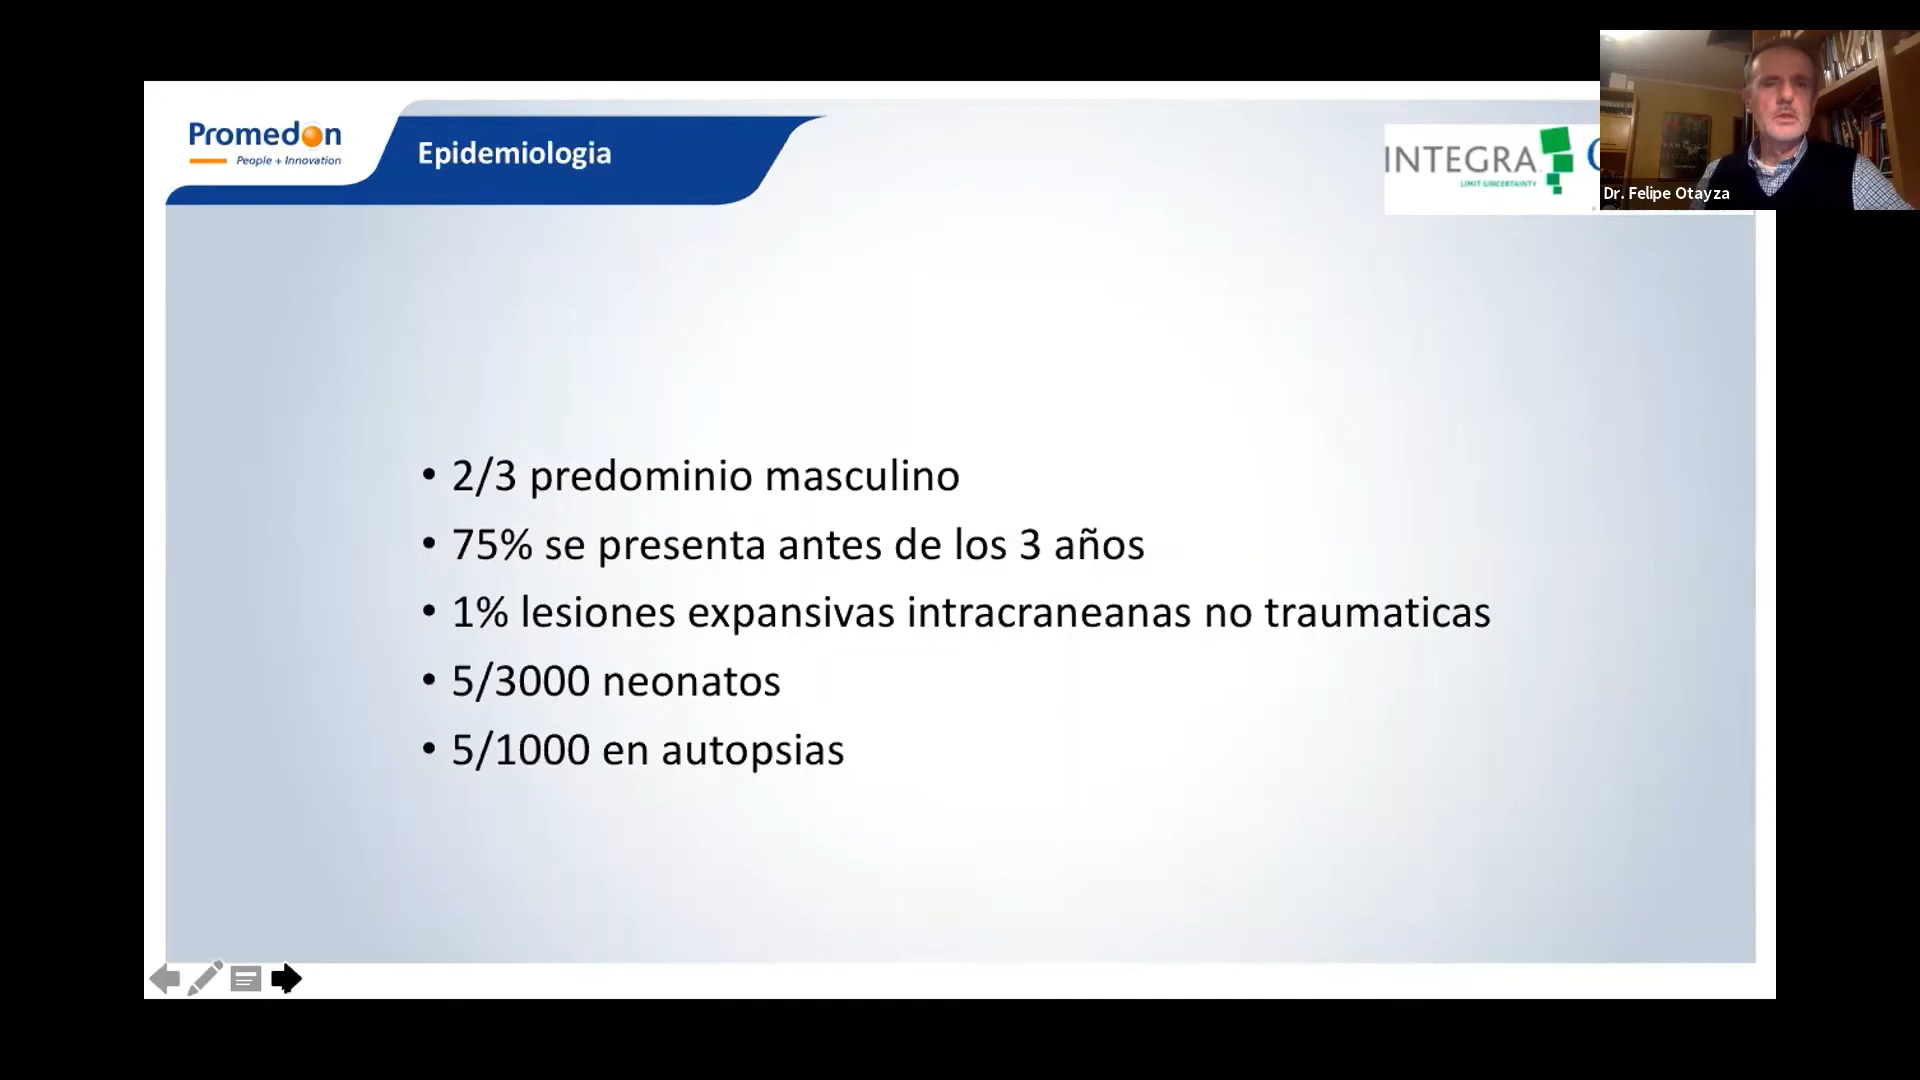 Promedon
People + Innovation
Epidemiologia
INTEGRA
LIMIT UNCERTAINTY
Dr. Felipe Otayza
• 2/3 predominio masculino
• 75% se presenta antes de los 3 años
• 1% lesiones expansivas intracraneanas no traumaticas
• 5/3000 neonatos
• 5/1000 en autopsias